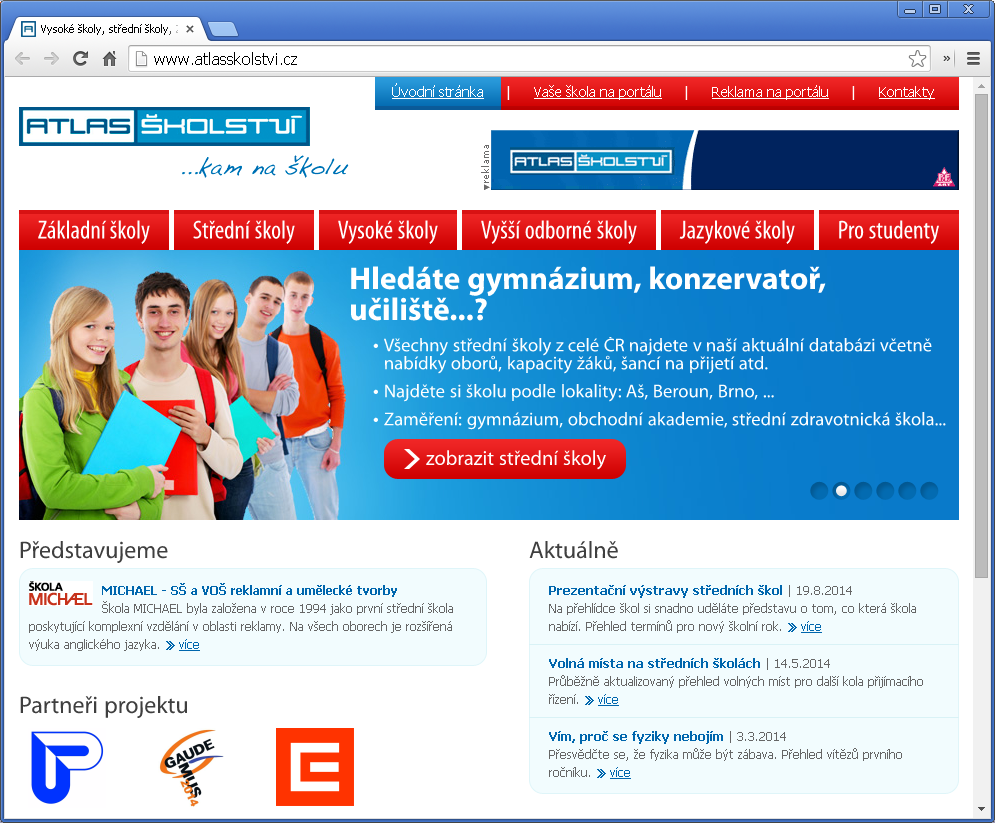 Vysoké školy, střední školy,
www.atlasskolstvi.cz
Úvodní stránka | Vaše škola na portálu | Reklama na portálu | Kontakty
ATLAS ŠKOLSTVÍ
...kam na školu
reklama
ATLAS ŠKOLSTVÍ
Základní školy Střední školy Vysoké školy Vyšší odborné školy Jazykové školy Pro studenty
Hledáte gymnázium, konzervatoř,
učiliště...?
• Všechny střední školy z celé ČR najdete v naší aktuální databázi včetně
nabídky oborů, kapacity žáků, šancí na přijetí atd.
• Najděte si školu podle lokality: Aš, Beroun, Brno, ...
• Zaměření: gymnázium, obchodní akademie, střední zdravotnická škola...
zobrazit střední školy
Představujeme
ŠKOLA
MICHAEL
MICHAEL - SŠ a VOŠ reklamní a umělecké tvorby
Škola MICHAEL byla založena v roce 1994 jako první střední škola
poskytující komplexní vzdělání v oblasti reklamy. Na všech oborech je rozšířená
výuka anglického jazyka. více
Partneři projektu
GAUDE
MUS
2014
Aktuálně
Prezentační výstravy středních škol | 19.8.2014
Na přehlídce škol si snadno uděláte představu o tom, co která škola
nabízí. Přehled termínů pro nový školní rok. více
Volná místa na středních školách | 14.5.2014
Průběžně aktualizovaný přehled volných míst pro další kola přijímacího
řízení. více
Vím, proč se fyziky nebojím | 3.3.2014
Přesvědčte se, že fyzika může být zábava. Přehled vítězů prvního
ročníku. více